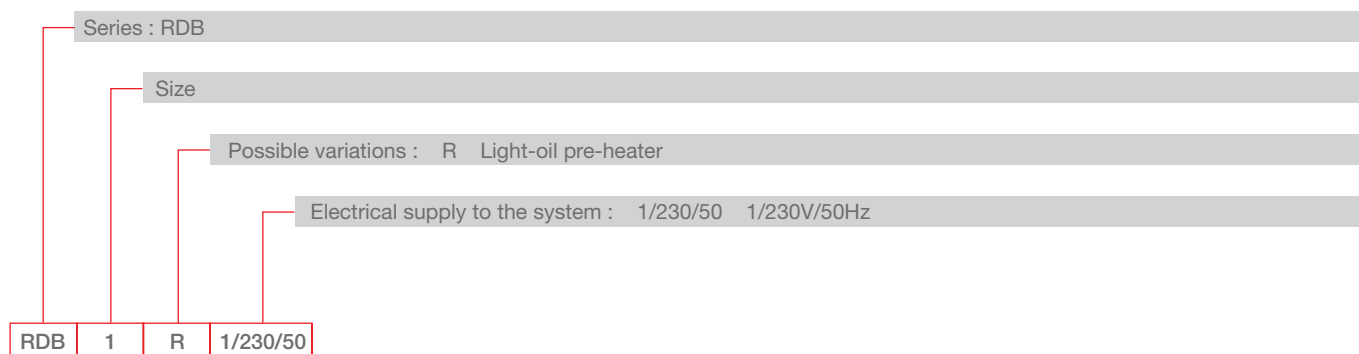 Series : RDB
Size
Possible variations : R Light-oil pre-heater
Electrical supply to the system : 1/230/50 1/230V/50Hz
RDB 1 R 1/230/50